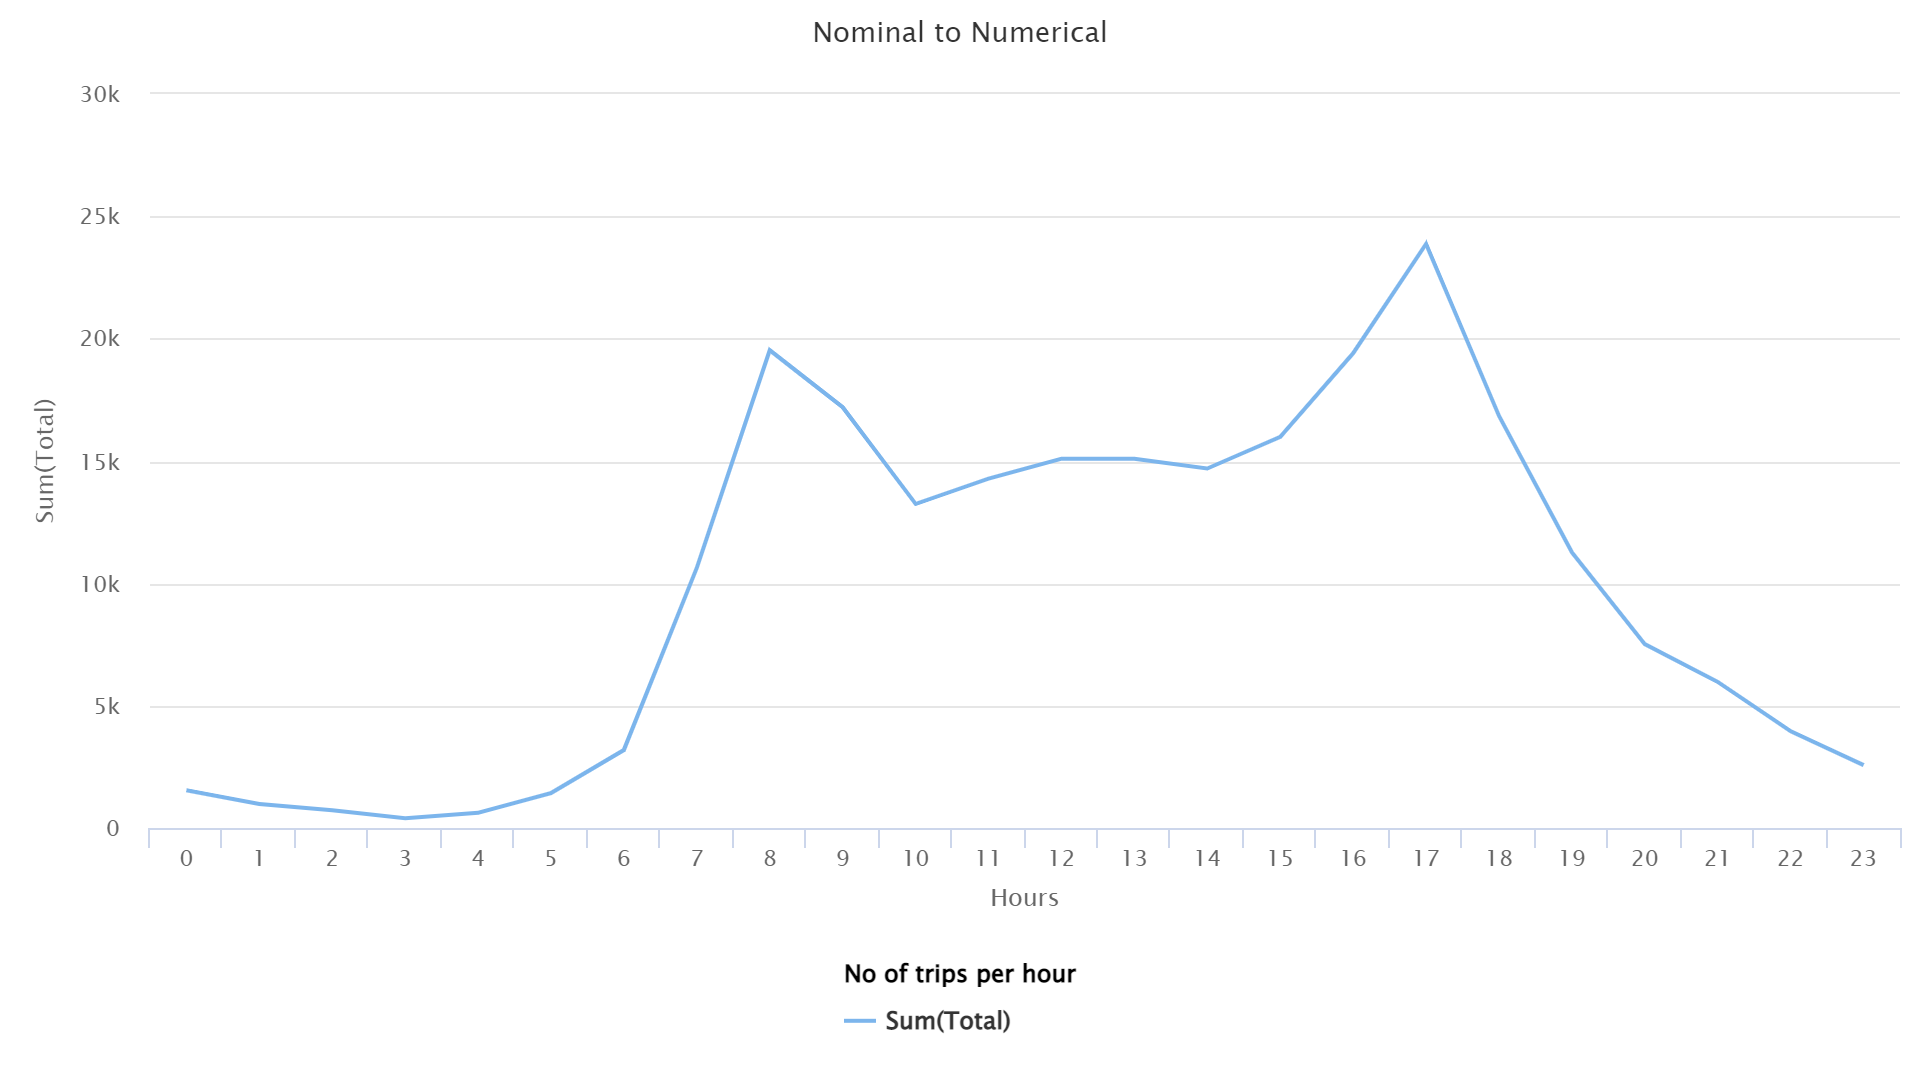 Nominal to Numerical
30k
25k
20k
15k
10k
5k
0
Sum(Total)
0 1 2 3 4 5 6 7 8 9 10 11 12 13 14 15 16 17 18 19 20 21 22 23
Hours
No of trips per hour
Sum(Total)